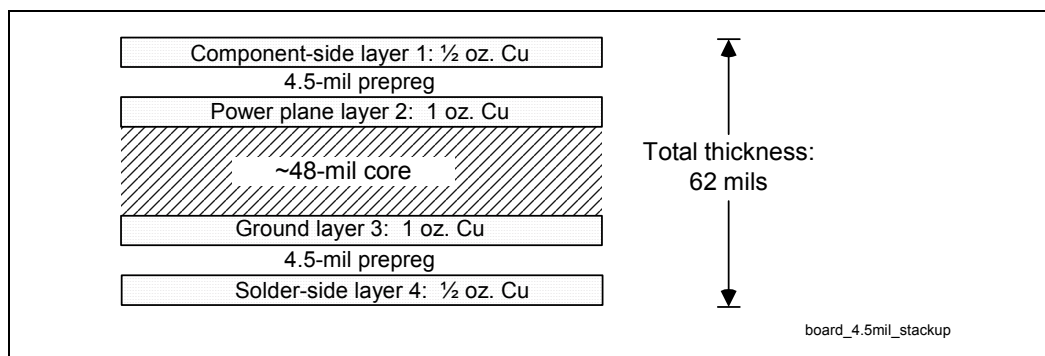 Component-side layer 1: ½ oz. Cu
4.5-mil prepreg
Power plane layer 2:  1 oz. Cu
~48-mil core
Total thickness:
62 mils
Ground layer 3:  1 oz. Cu
4.5-mil prepreg
Solder-side layer 4:  ½ oz. Cu
board_4.5mil_stackup